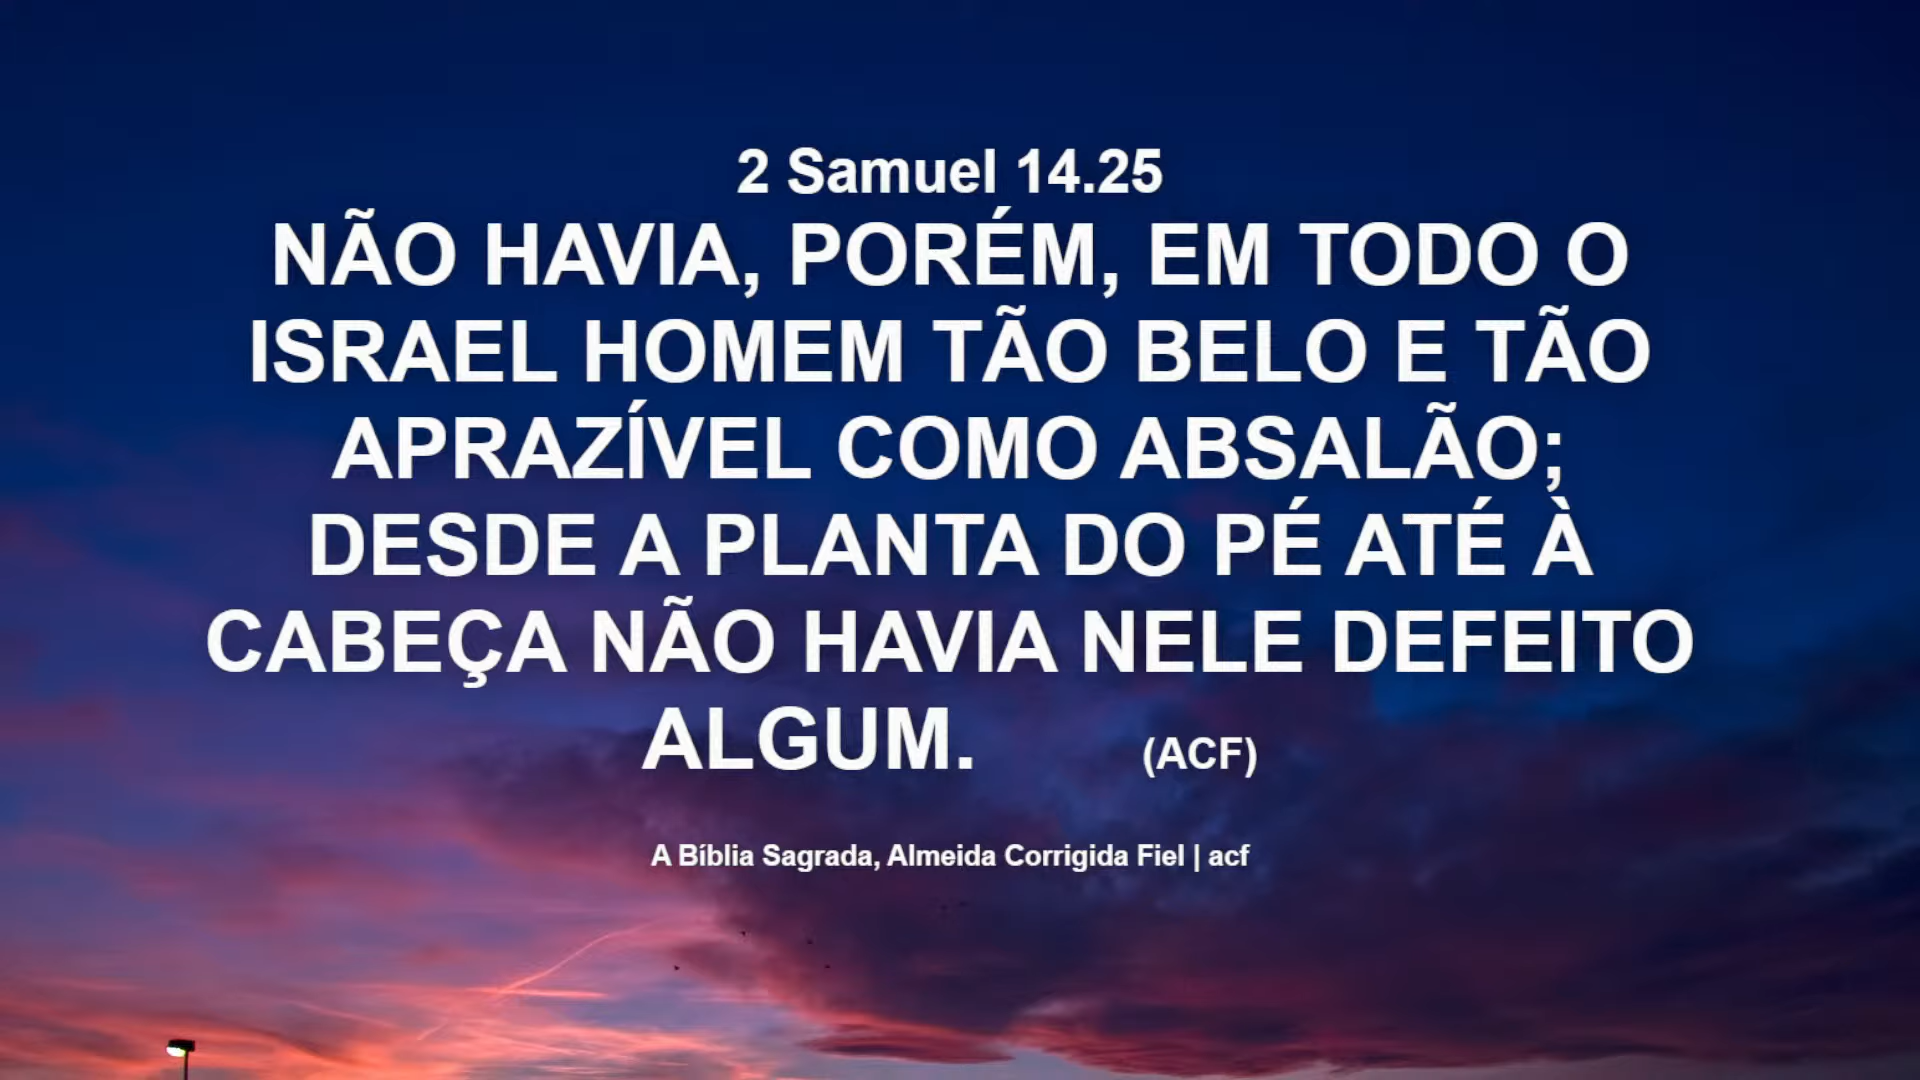 2 Samuel 14.25
NÃO HAVIA, PORÉM, EM TODO O
ISRAEL HOMEM TÃO BELO E TÃO
APRAZÍVEL COMO ABSALÃO;
DESDE A PLANTA DO PÉ ATÉ À
CABEÇA NÃO HAVIA NELE DEFEITO
ALGUM. (ACF)
A Bíblia Sagrada, Almeida Corrigida Fiel | acf